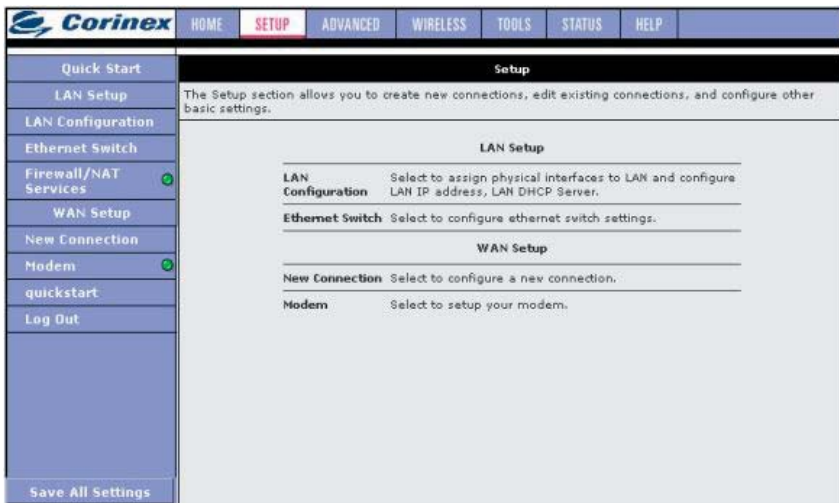 Corinex
HOME SETUP ADVANCED WIRELESS TOOLS STATUS HELP
Quick Start
LAN Setup
LAN Configuration
Ethernet Switch
Firewall/NAT
Services
WAN Setup
New Connection
Modem
quickstart
Log Out
Save All Settings
Setup
The Setup section allows you to create new connections, edit existing connections, and configure other
basic settings.
LAN Setup
LAN
Configuration
Select to assign physical interfaces to LAN and configure
LAN IP address, LAN DHCP Server.
Ethernet Switch Select to configure ethernet switch settings.
WAN Setup
New Connection Select to configure a new connection.
Modem Select to setup your modem.